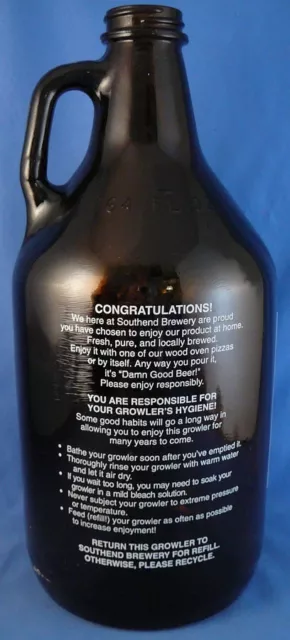 64 FL OZ
CONGRATULATIONS!
We here at Southend Brewery are proud
you have chosen to enjoy our product at home.
Fresh, pure, and locally brewed.
Enjoy it with one of our wood oven pizzas
or by itself. Any way you pour it,
it's "Damn Good Beer!"
Please enjoy responsibly.
YOU ARE RESPONSIBLE FOR
YOUR GROWLER'S HYGIENE!
Some good habits will go a long way in
allowing you to enjoy this growler for
many years to come.
• Bathe your growler soon after you've emptied it.
• Thoroughly rinse your growler with warm water
and let it air dry.
• If you wait too long, you may need to soak your
growler in a mild bleach solution.
• Never subject your growler to extreme pressure
or temperature.
• Feed (refill) your growler as often as possible
to increase enjoyment!
RETURN THIS GROWLER TO
SOUTHEND BREWERY FOR REFILL.
OTHERWISE, PLEASE RECYCLE.